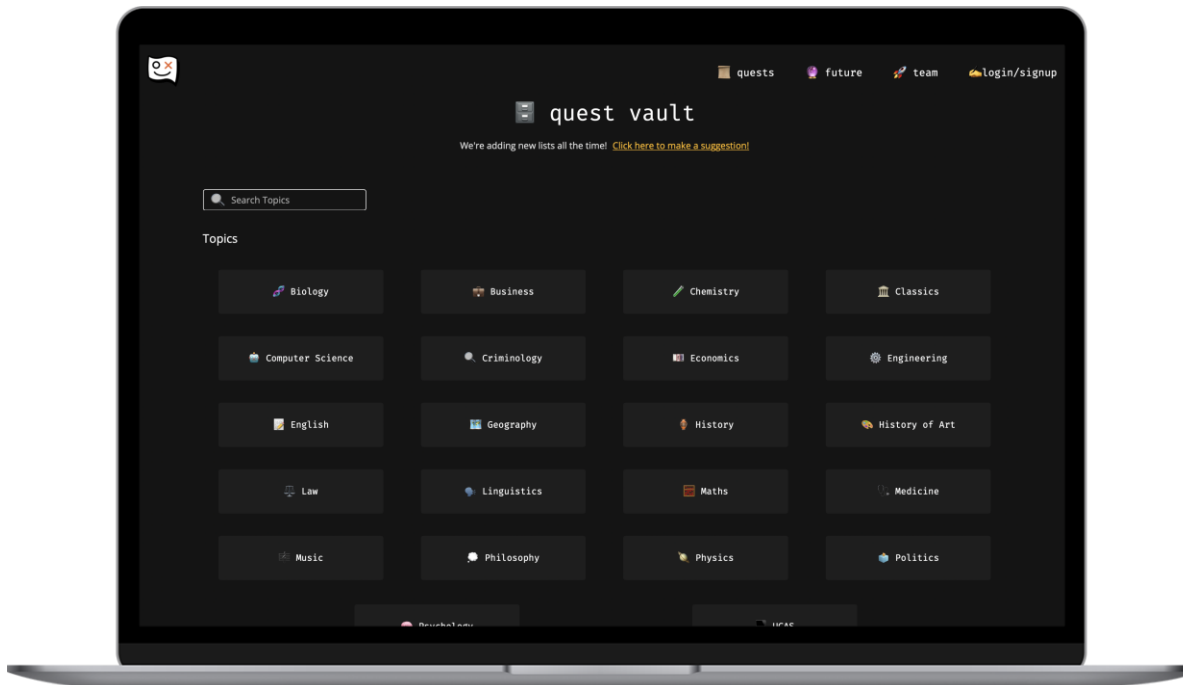 quests future team login/signup
quest vault
We're adding new lists all the time! Click here to make a suggestion!
Search Topics
Topics
Biology Business Chemistry Classics
Computer Science Criminology Economics Engineering
English Geography History History of Art
Law Linguistics Maths Medicine
Music Philosophy Physics Politics
Psychology UCAS